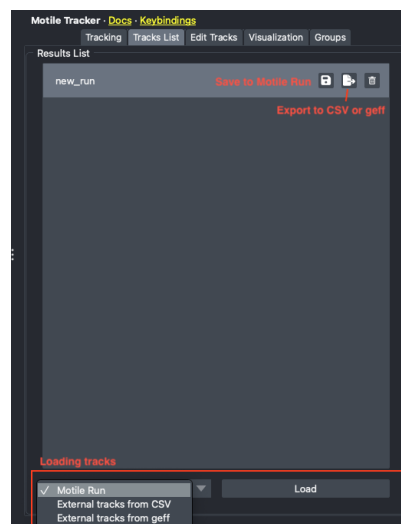 Motile Tracker · Docs · Keybindings
Tracking Tracks List Edit Tracks Visualization Groups
Results List
new_run Save to Motile Run
Export to CSV or geff
Loading tracks
✓ Motile Run Load
External tracks from CSV
External tracks from geff